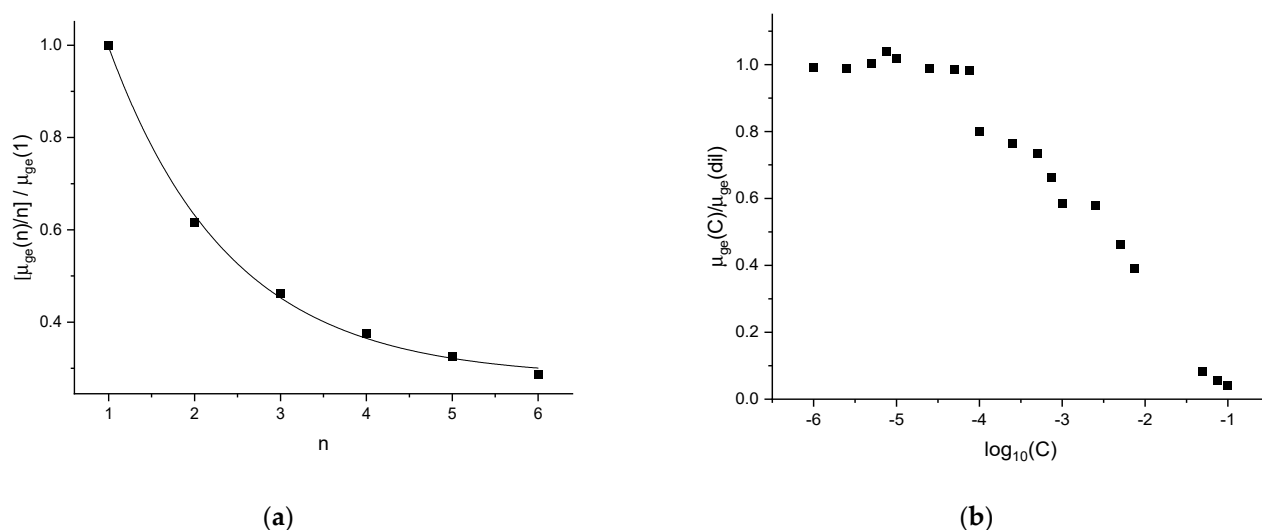 1.0
0.8
0.6
0.4
[μge(n)/n] / μge(1)
1 2 3 4 5 6
n
(a)
1.0
0.8
0.6
0.4
0.2
0.0
μge(C)/μge(dil)
-6 -5 -4 -3 -2 -1
log10(C)
(b)